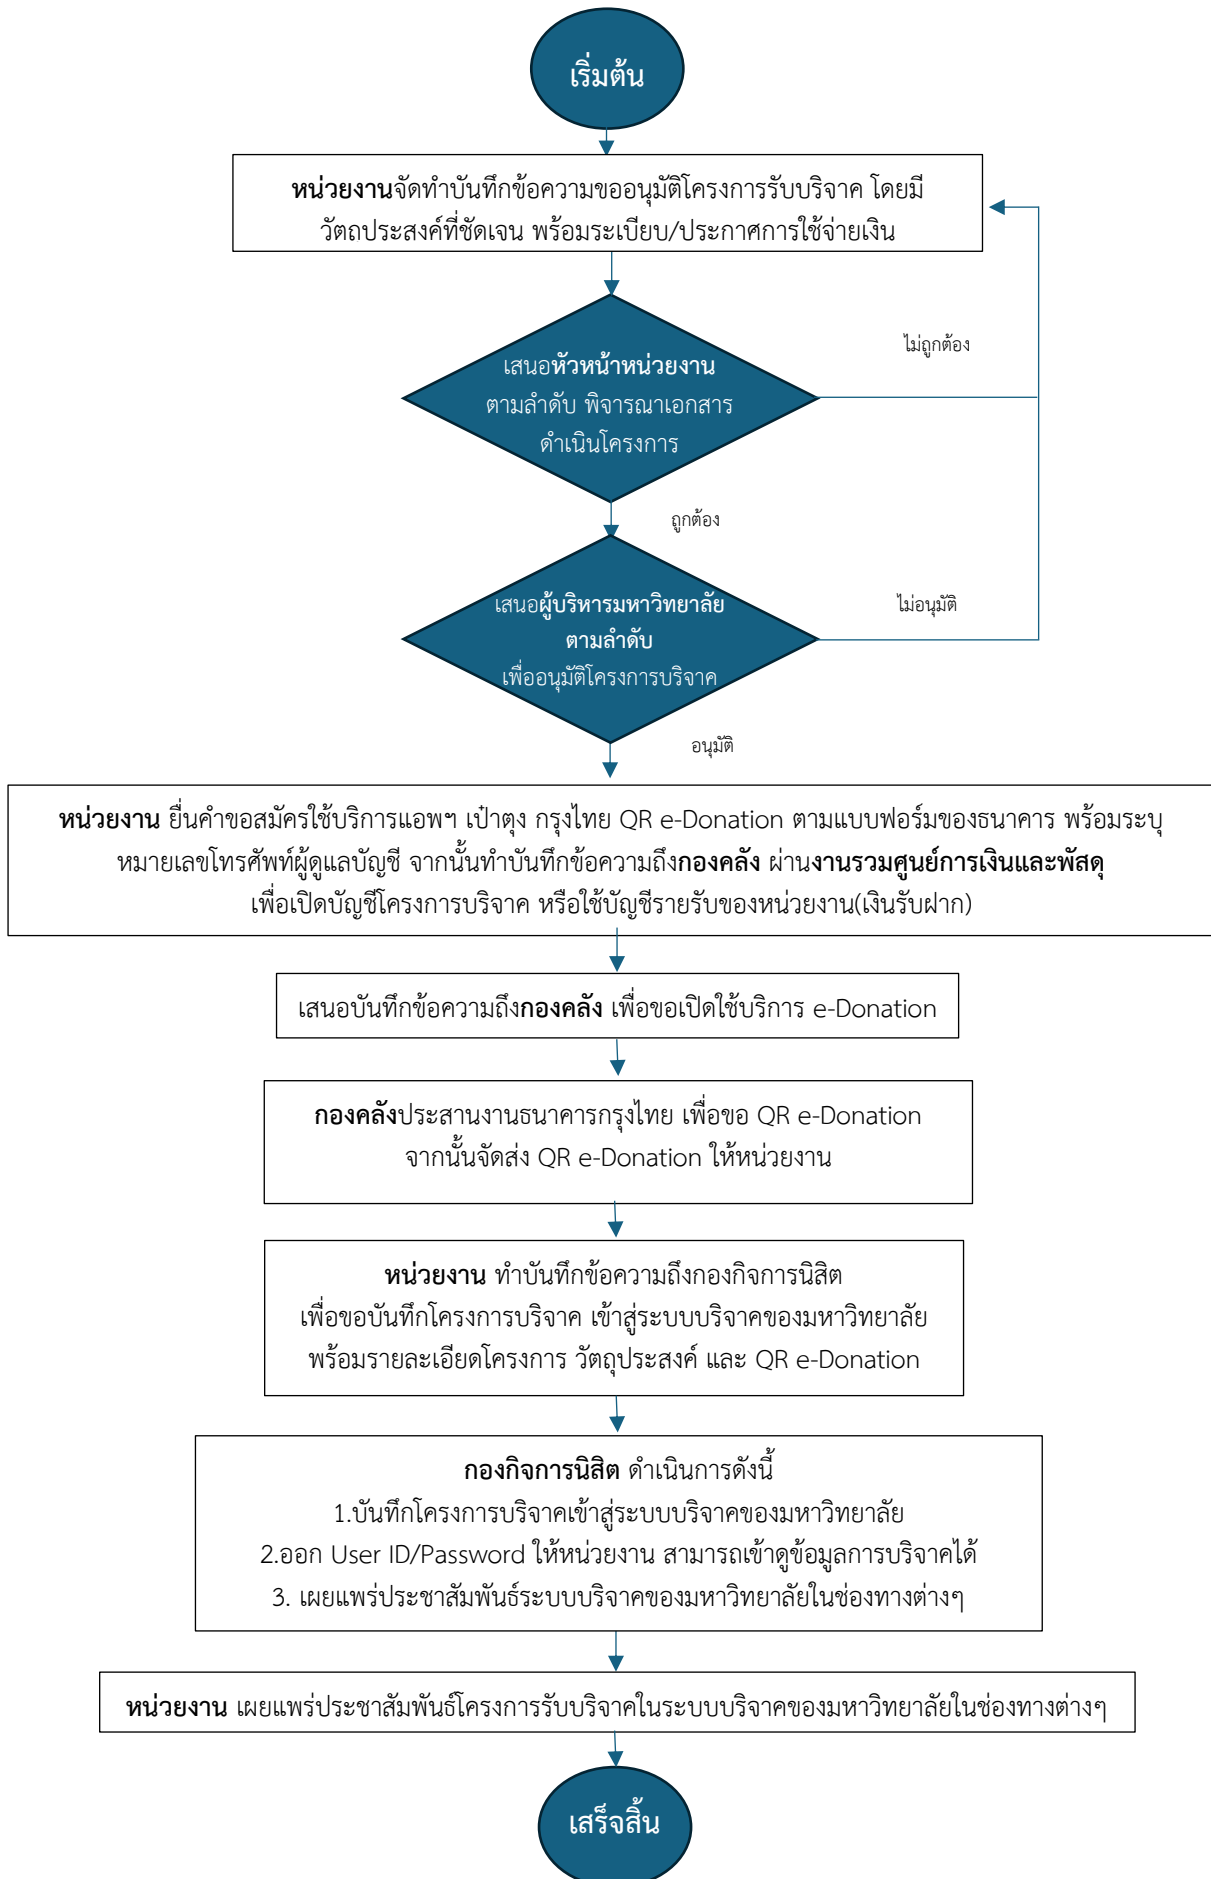 เริ่มต้น
หน่วยงานจัดทำบันทึกข้อความขออนุมัติโครงการรับบริจาค โดยมี
วัตถประสงค์ที่ชัดเจน พร้อมระเบียบ/ประกาศการใช้จ่ายเงิน
ไม่ถูกต้อง
เสนอหัวหน้าหน่วยงาน
ตามลำดับ พิจารณาเอกสาร
ดำเนินโครงการ
ถูกต้อง
เสนอผู้บริหารมหาวิทยาลัย
ตามลำดับ
เพื่ออนุมัติโครงการบริจาค
ไม่อนุมัติ
อนุมัติ
หน่วยงาน ยื่นคำขอสมัครใช้บริการแอพฯ เป๋าตุง กรุงไทย QR e-Donation ตามแบบฟอร์มของธนาคาร พร้อมระบุ
หมายเลขโทรศัพท์ผู้ดูแลบัญชี จากนั้นทำบันทึกข้อความถึงกองคลัง ผ่านงานรวมศูนย์การเงินและพัสดุ
เพื่อเปิดบัญชีโครงการบริจาค หรือใช้บัญชีรายรับของหน่วยงาน(เงินรับฝาก)
เสนอบันทึกข้อความถึงกองคลัง เพื่อขอเปิดใช้บริการ e-Donation
กองคลังประสานงานธนาคารกรุงไทย เพื่อขอ QR e-Donation
จากนั้นจัดส่ง QR e-Donation ให้หน่วยงาน
หน่วยงาน ทำบันทึกข้อความถึงกองกิจการนิสิต
เพื่อขอบันทึกโครงการบริจาค เข้าสู่ระบบบริจาคของมหาวิทยาลัย
พร้อมรายละเอียดโครงการ วัตถุประสงค์ และ QR e-Donation
กองกิจการนิสิต ดำเนินการดังนี้
1.บันทึกโครงการบริจาคเข้าสู่ระบบบริจาคของมหาวิทยาลัย
2.ออก User ID/Password ให้หน่วยงาน สามารถเข้าดูข้อมูลการบริจาคได้
3. เผยแพร่ประชาสัมพันธ์ระบบบริจาคของมหาวิทยาลัยในช่องทางต่างๆ
หน่วยงาน เผยแพร่ประชาสัมพันธ์โครงการรับบริจาคในระบบบริจาคของมหาวิทยาลัยในช่องทางต่างๆ
เสร็จสิ้น